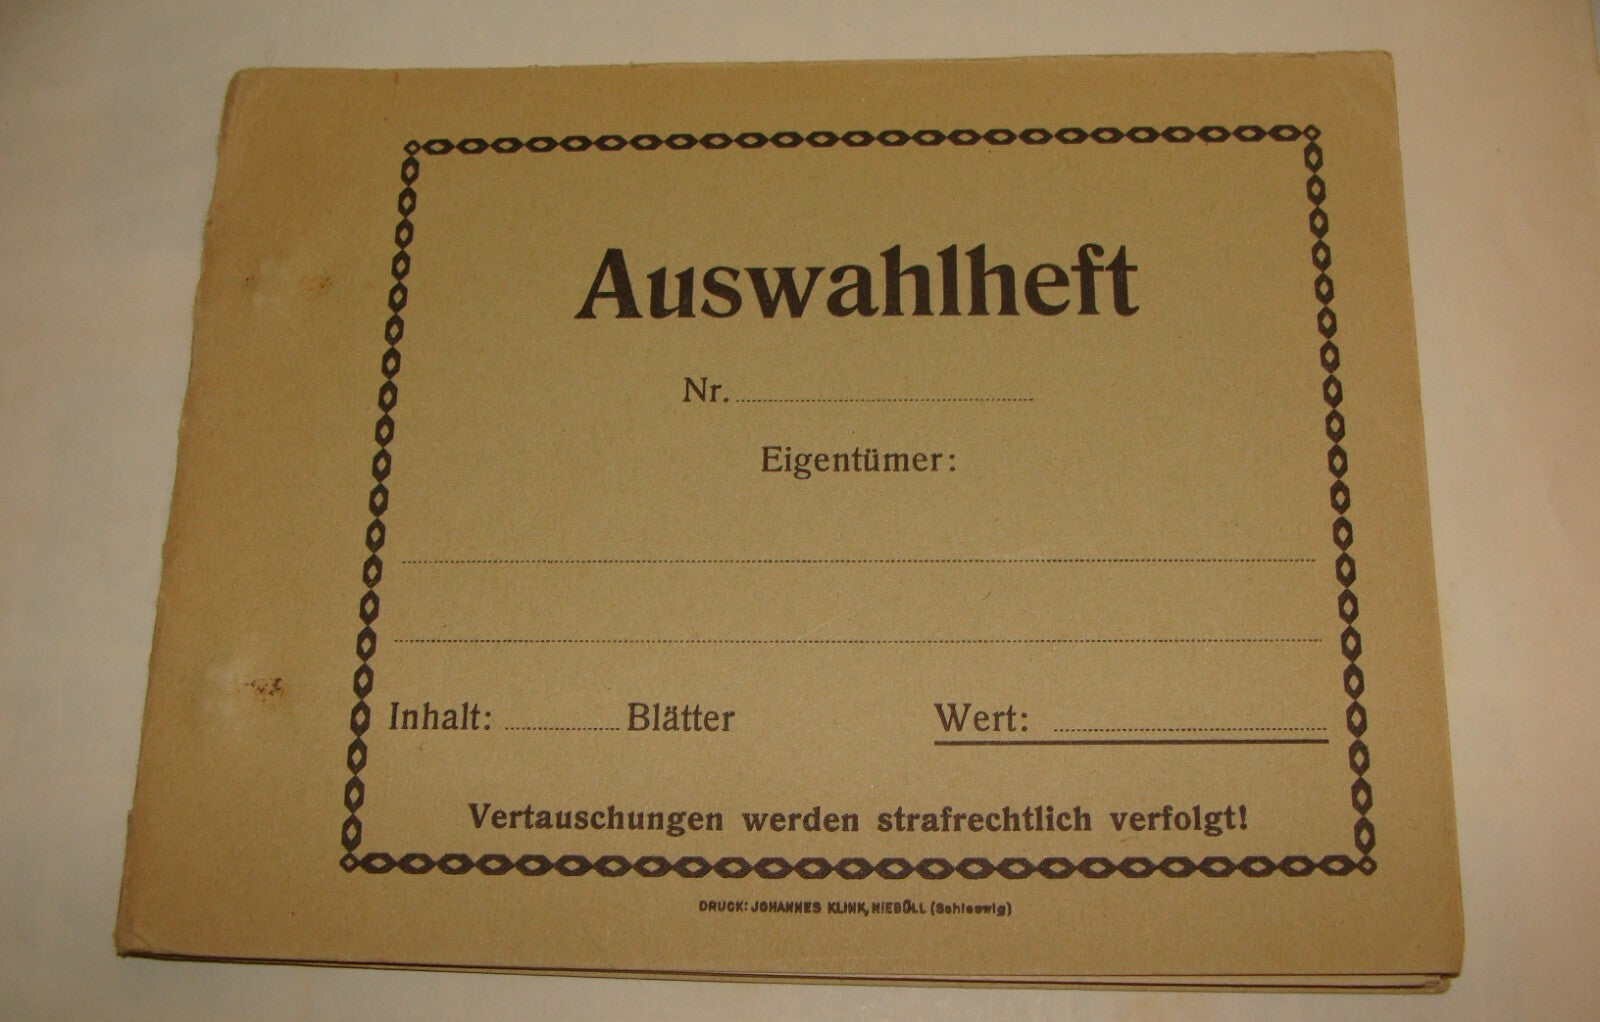 Auswahlheft
Nr.
Eigentümer:
Inhalt: Blätter Wert:
Vertauschungen werden strafrechtlich verfolgt!
DRUCK: JOHANNES KLINK, NIEBÜLL (Schleswig)